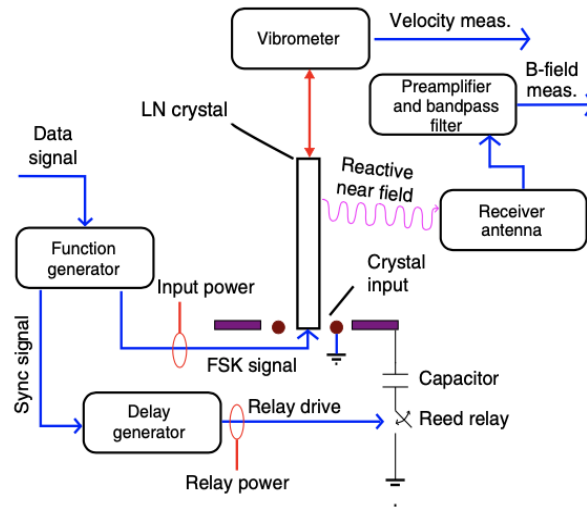 Vibrometer
Velocity meas.
B-field
meas.
Preamplifier
and bandpass
filter
LN crystal
Data
signal
Reactive
near field
Receiver
antenna
Function
generator
Input power
Crystal
input
Sync signal
FSK signal
Capacitor
Delay
generator
Relay drive
Reed relay
Relay power